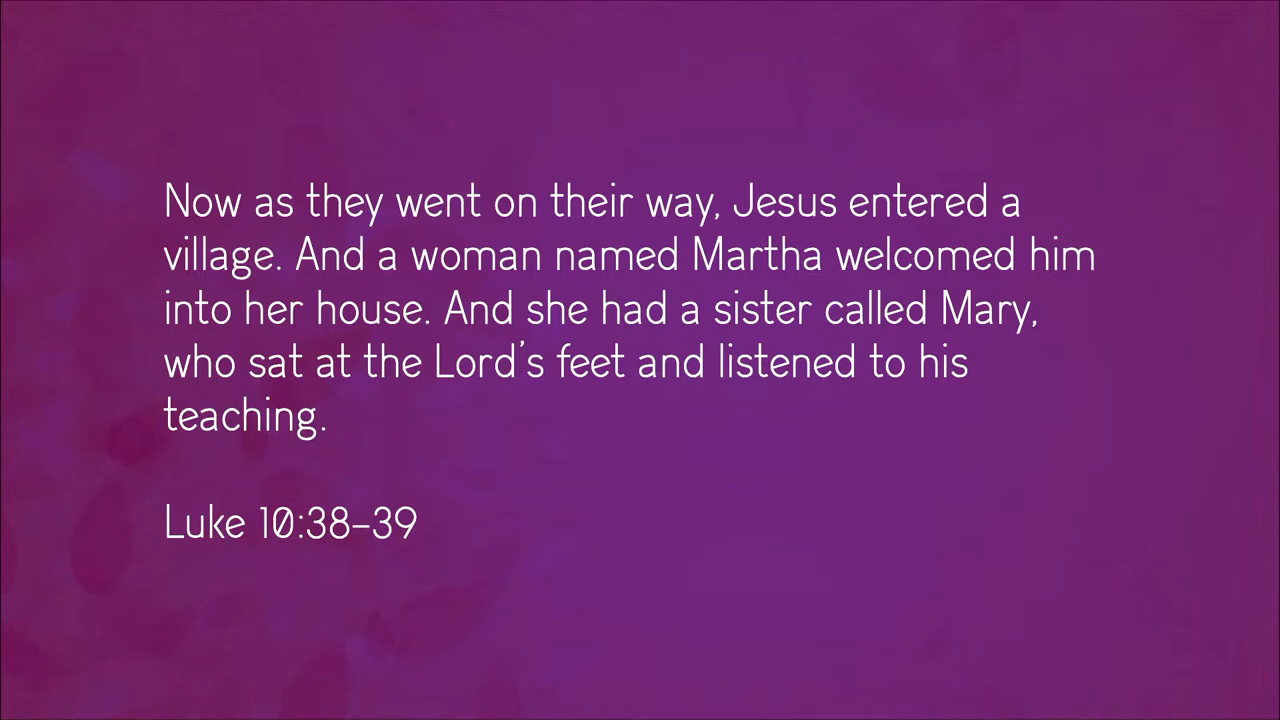 Now as they went on their way, Jesus entered a
village. And a woman named Martha welcomed him
into her house. And she had a sister called Mary,
who sat at the Lord’s feet and listened to his
teaching.
Luke 10:38–39